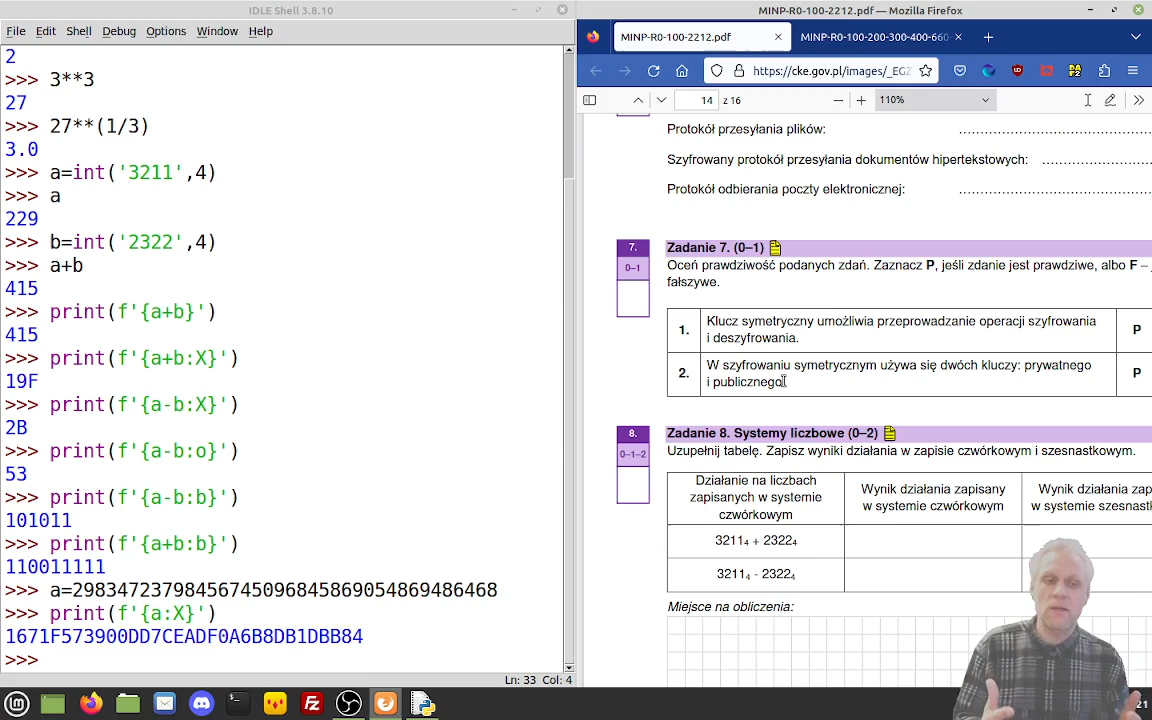 IDLE Shell 3.8.10
File Edit Shell Debug Options Window Help
2
>>> 3**3
27
>>> 27**(1/3)
3.0
>>> a=int('3211',4)
>>> a
229
>>> b=int('2322',4)
>>> a+b
415
>>> print(f'{a+b}')
415
>>> print(f'{a+b:X}')
19F
>>> print(f'{a-b:X}')
2B
>>> print(f'{a-b:o}')
53
>>> print(f'{a-b:b}')
101011
>>> print(f'{a+b:b}')
110011111
>>> a=29834723798456745096845869054869486468
>>> print(f'{a:X}')
1671F573900DD7CEADF0A6B8DB1DBB84
>>>
Ln: 33 Col: 4
MINP-R0-100-2212.pdf — Mozilla Firefox
MINP-R0-100-2212.pdf
MINP-R0-100-200-300-400-660-
https://cke.gov.pl/images/_EGZ
14 z 16
110%
Protokół przesyłania plików:
Szyfrowany protokół przesyłania dokumentów hipertekstowych:
Protokół odbierania poczty elektronicznej:
7.
0–1
Zadanie 7. (0–1)
Oceń prawdziwość podanych zdań. Zaznacz P, jeśli zdanie jest prawdziwe, albo F –
fałszywe.
1. Klucz symetryczny umożliwia przeprowadzanie operacji szyfrowania P
i deszyfrowania.
2. W szyfrowaniu symetrycznym używa się dwóch kluczy: prywatnego P
i publicznego
8.
0–1–2
Zadanie 8. Systemy liczbowe (0–2)
Uzupełnij tabelę. Zapisz wyniki działania w zapisie czwórkowym i szesnastkowym.
Działanie na liczbach
zapisanych w systemie
czwórkowym
Wynik działania zapisany
w systemie czwórkowym
Wynik działania zap
w systemie szesnast
3211₄ + 2322₄
3211₄ - 2322₄
Miejsce na obliczenia:
21